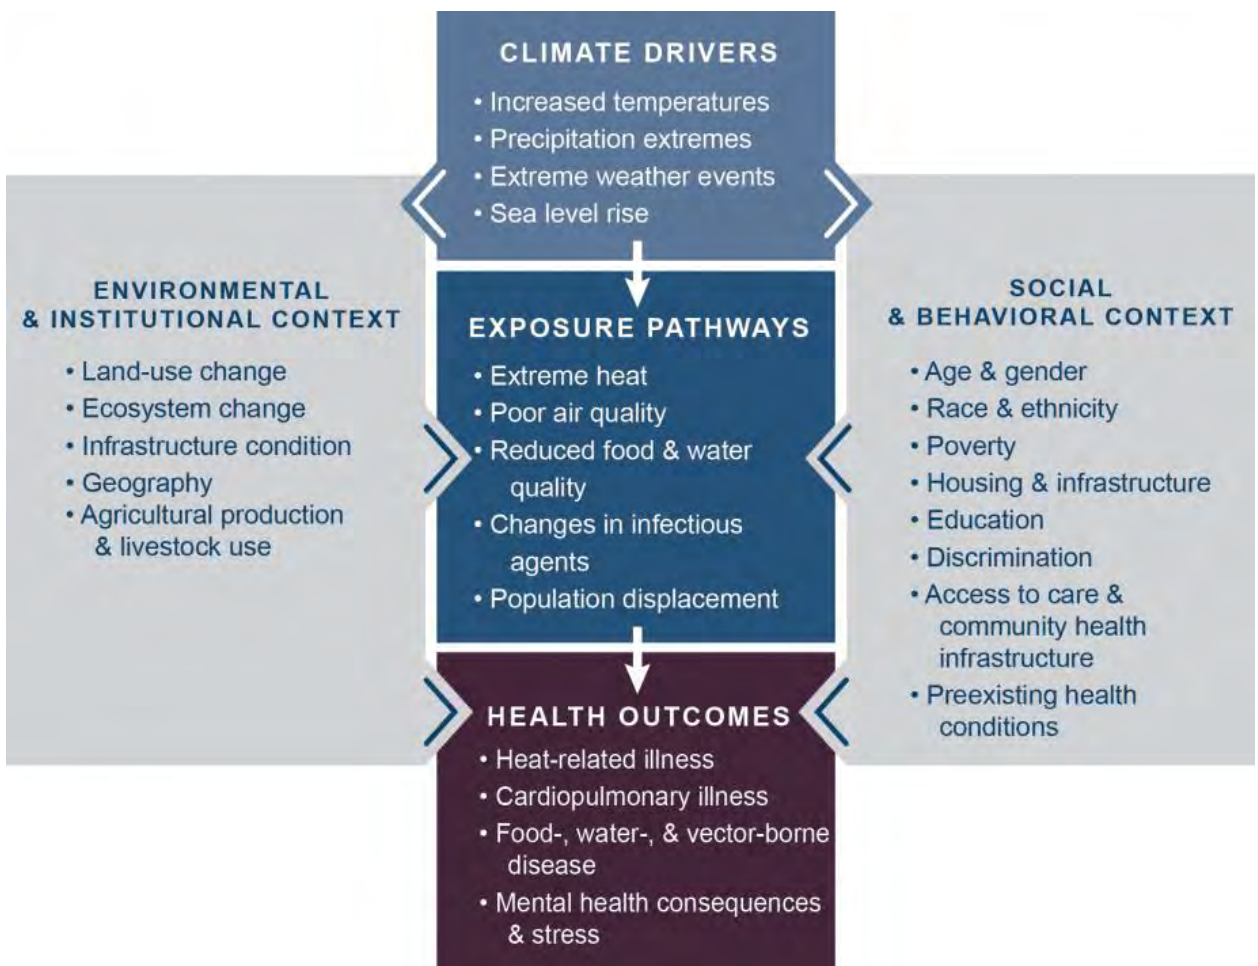 CLIMATE DRIVERS
• Increased temperatures
• Precipitation extremes
• Extreme weather events
• Sea level rise
ENVIRONMENTAL
& INSTITUTIONAL CONTEXT
• Land-use change
• Ecosystem change
• Infrastructure condition
• Geography
• Agricultural production
& livestock use
EXPOSURE PATHWAYS
• Extreme heat
• Poor air quality
• Reduced food & water
quality
• Changes in infectious
agents
• Population displacement
SOCIAL
& BEHAVIORAL CONTEXT
• Age & gender
• Race & ethnicity
• Poverty
• Housing & infrastructure
• Education
• Discrimination
• Access to care &
community health
infrastructure
• Preexisting health
conditions
HEALTH OUTCOMES
• Heat-related illness
• Cardiopulmonary illness
• Food-, water-, & vector-borne
disease
• Mental health consequences
& stress